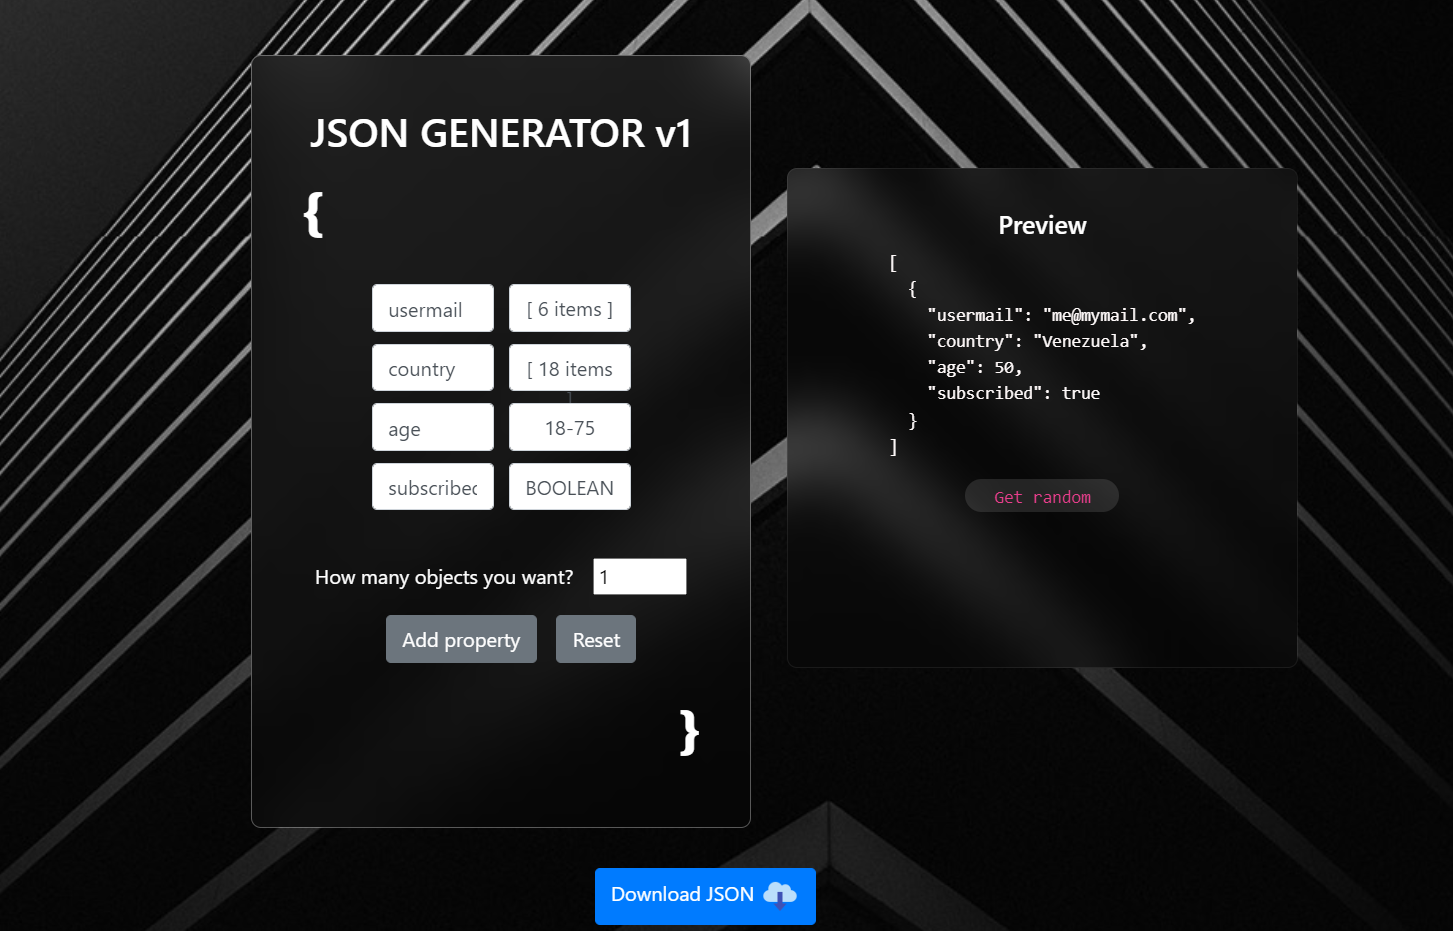 JSON GENERATOR v1
{
usermail [ 6 items ]
country [ 18 items
]
age 18-75
subscribed BOOLEAN
How many objects you want? 1
Add property Reset
}
Preview
[
{
"usermail": "me@mymail.com",
"country": "Venezuela",
"age": 50,
"subscribed": true
}
]
Get random
Download JSON